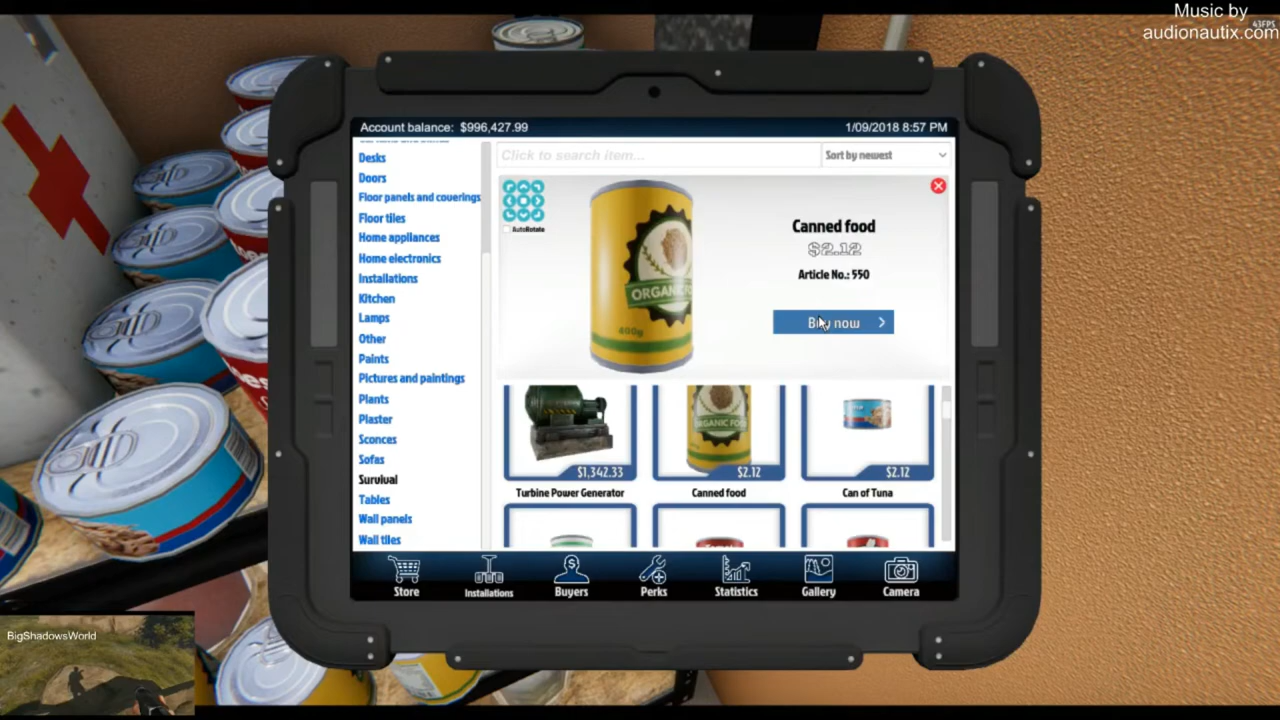 Music by
43FPS
audionautix.com
Account balance: $996,427.99
1/09/2018 8:57 PM
Desks
Doors
Floor panels and coverings
Floor tiles
Home appliances
Home electronics
Installations
Kitchen
Lamps
Other
Paints
Pictures and paintings
Plants
Plaster
Sconces
Sofas
Survival
Tables
Wall panels
Wall tiles
Click to search item...
Sort by newest
AutoRotate
ORGANIC
400g
Canned food
$2.12
Article No.: 550
Buy now
ORGANIC FOOD
$1,342.33
$2.12
$2.12
Turbine Power Generator
Canned food
Can of Tuna
Store
Installations
Buyers
Perks
Statistics
Gallery
Camera
BigShadowsWorld